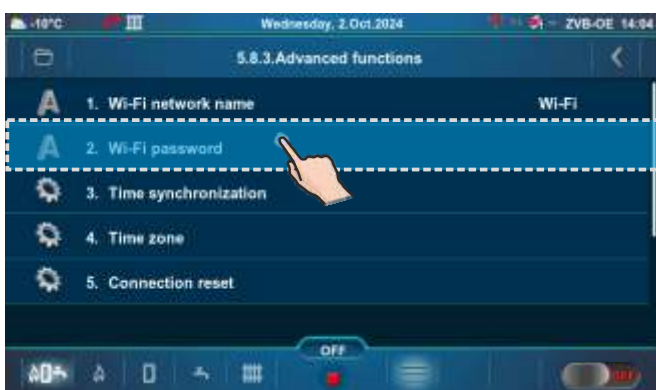 -10°C Wednesday, 2.Oct.2024 ZVB-OE 14:04
5.8.3.Advanced functions
A 1. Wi-Fi network name Wi-Fi
A 2. Wi-Fi password
3. Time synchronization
4. Time zone
5. Connection reset
OFF
OFF